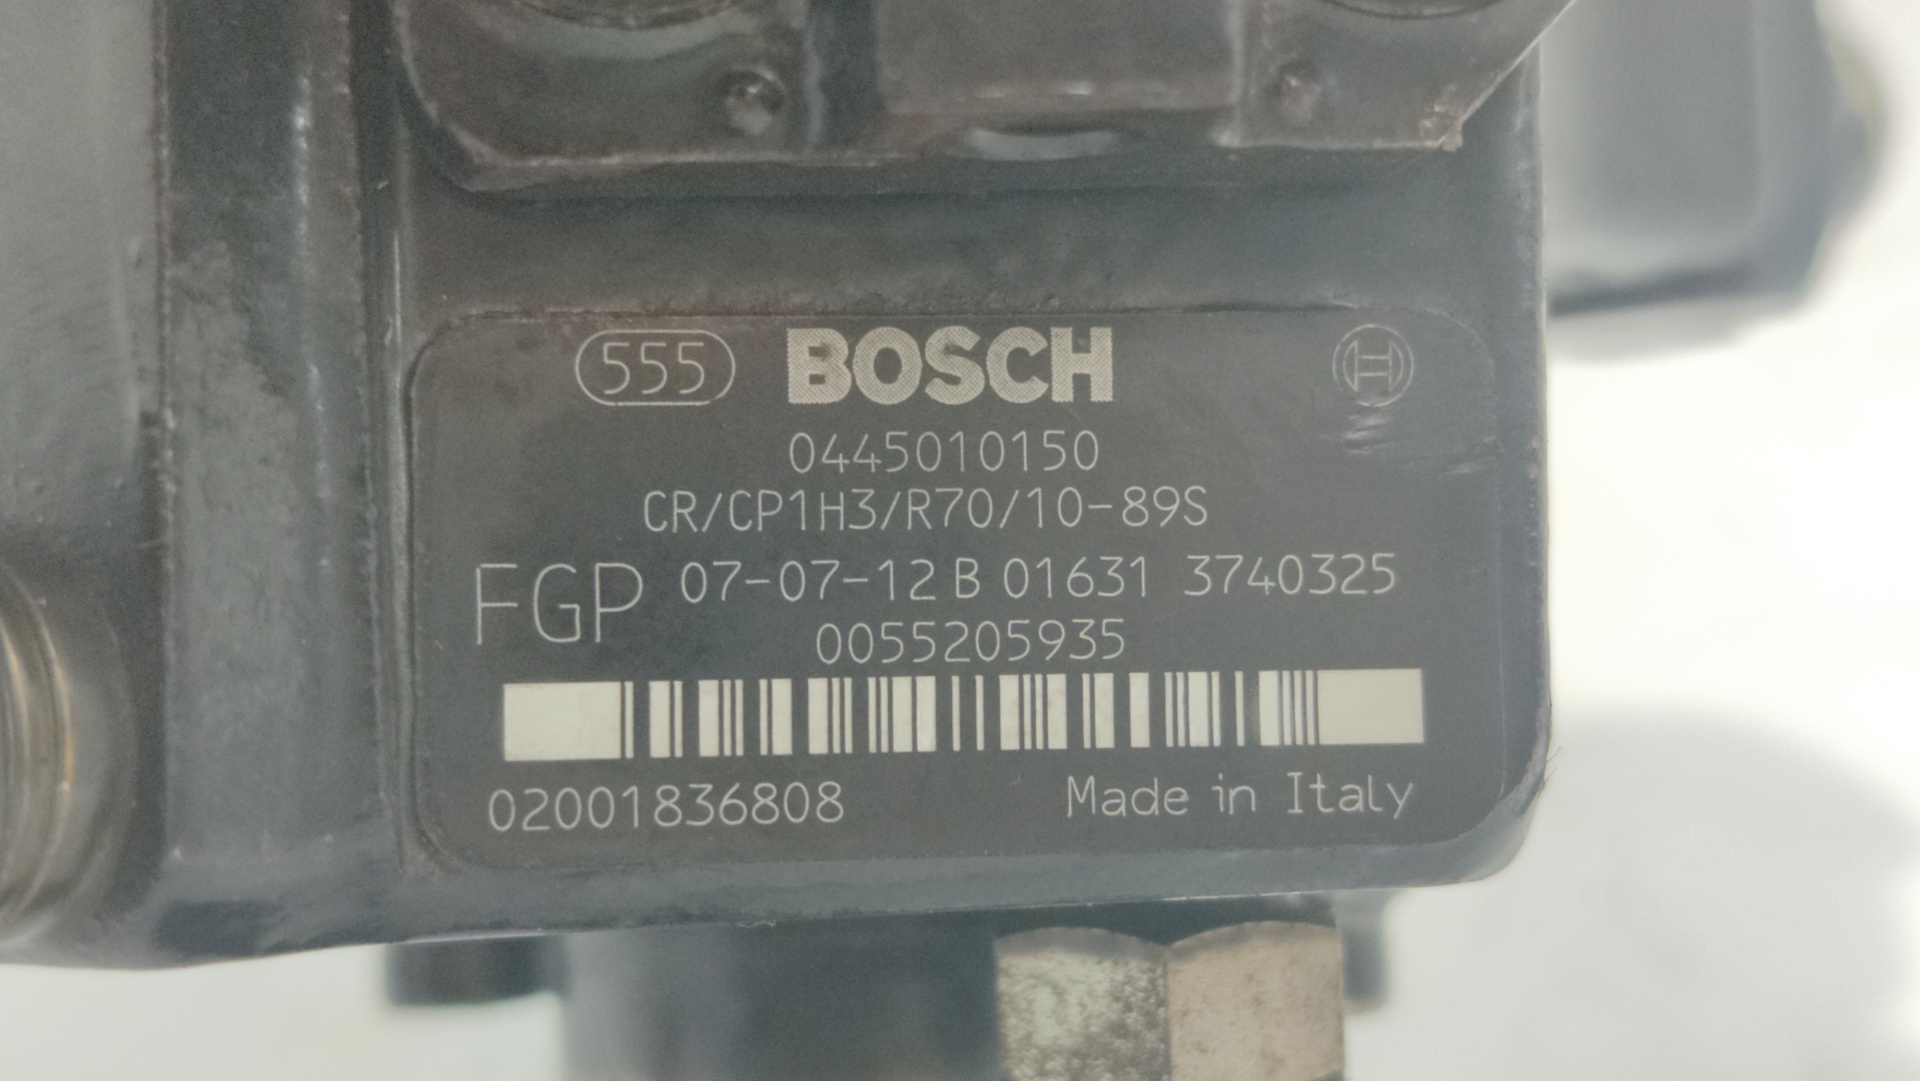 555 BOSCH
0445010150
CR/CP1H3/R70/10-89S
FGP 07-07-12 B 01631 3740325
0055205935
02001836808 Made in Italy